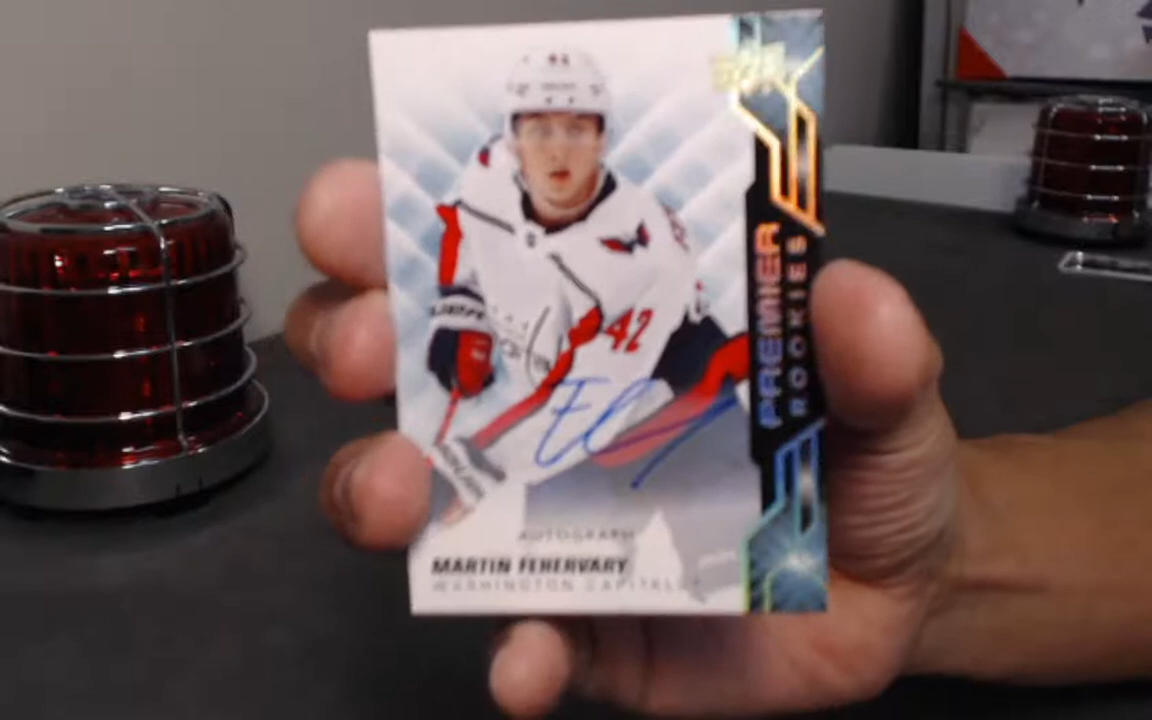 42
PREMIER
ROOKIES
AUTOGRAPH
MARTIN FEHERVARY
WASHINGTON CAPITALS